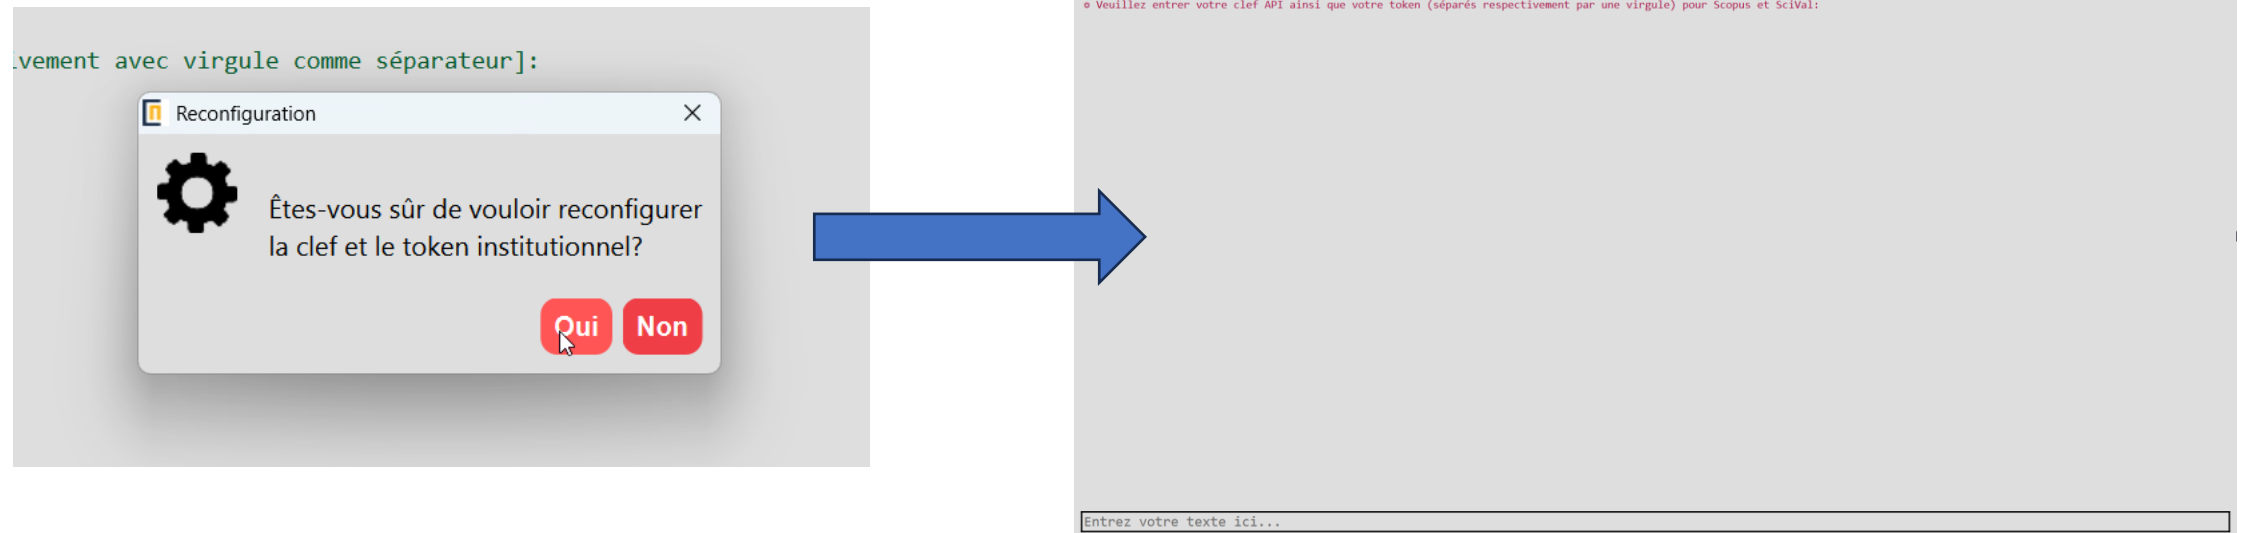 ivement avec virgule comme séparateur]:
Reconfiguration
Êtes-vous sûr de vouloir reconfigurer
la clef et le token institutionnel?
Oui
Non
¤ Veuillez entrer votre clef API ainsi que votre token (séparés respectivement par une virgule) pour Scopus et SciVal:
Entrez votre texte ici...